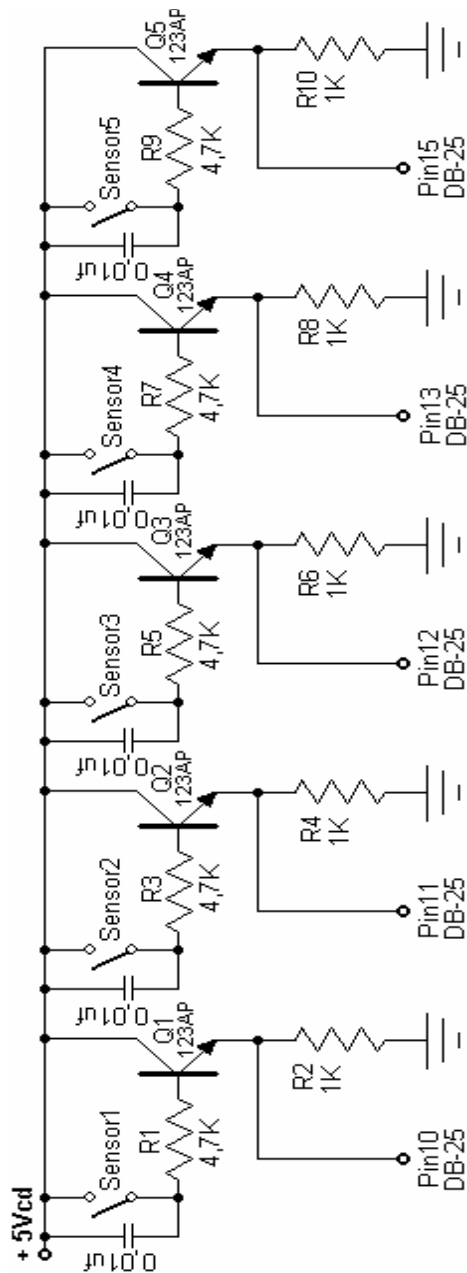 + 5Vcd
0,01uf
Sensor1
R1
4,7K
Q1
123AP
R2
1K
Pin10
DB-25
0,01uf
Sensor2
R3
4,7K
Q2
123AP
R4
1K
Pin11
DB-25
0,01uf
Sensor3
R5
4,7K
Q3
123AP
R6
1K
Pin12
DB-25
0,01uf
Sensor4
R7
4,7K
Q4
123AP
R8
1K
Pin13
DB-25
0,01uf
Sensor5
R9
4,7K
Q5
123AP
R10
1K
Pin15
DB-25